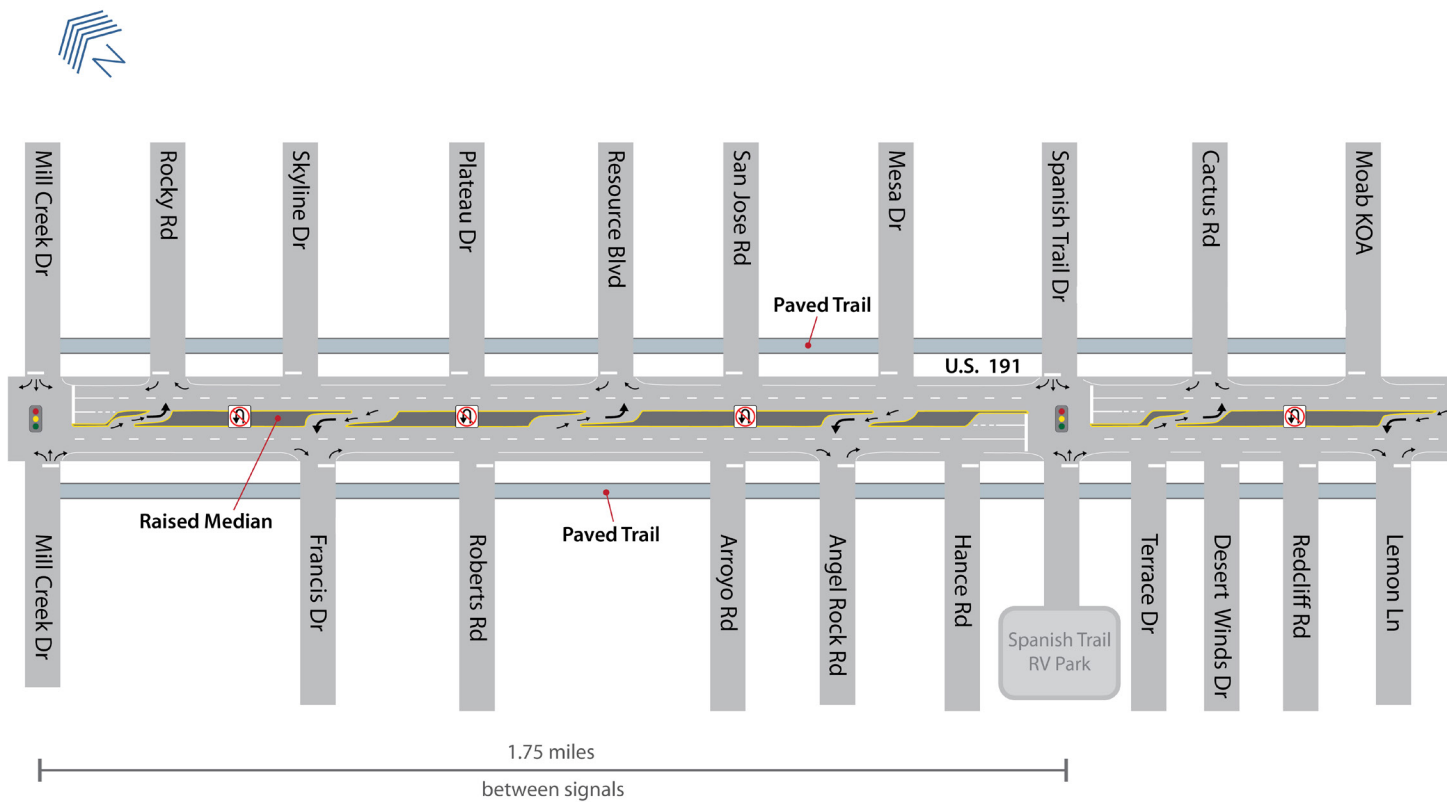 N
Mill Creek Dr
Rocky Rd
Skyline Dr
Plateau Dr
Resource Blvd
San Jose Rd
Mesa Dr
Spanish Trail Dr
Cactus Rd
Moab KOA
Paved Trail
U.S. 191
Raised Median
Paved Trail
Mill Creek Dr
Francis Dr
Roberts Rd
Arroyo Rd
Angel Rock Rd
Hance Rd
Terrace Dr
Desert Winds Dr
Redcliff Rd
Lemon Ln
Spanish Trail
RV Park
1.75 miles
between signals